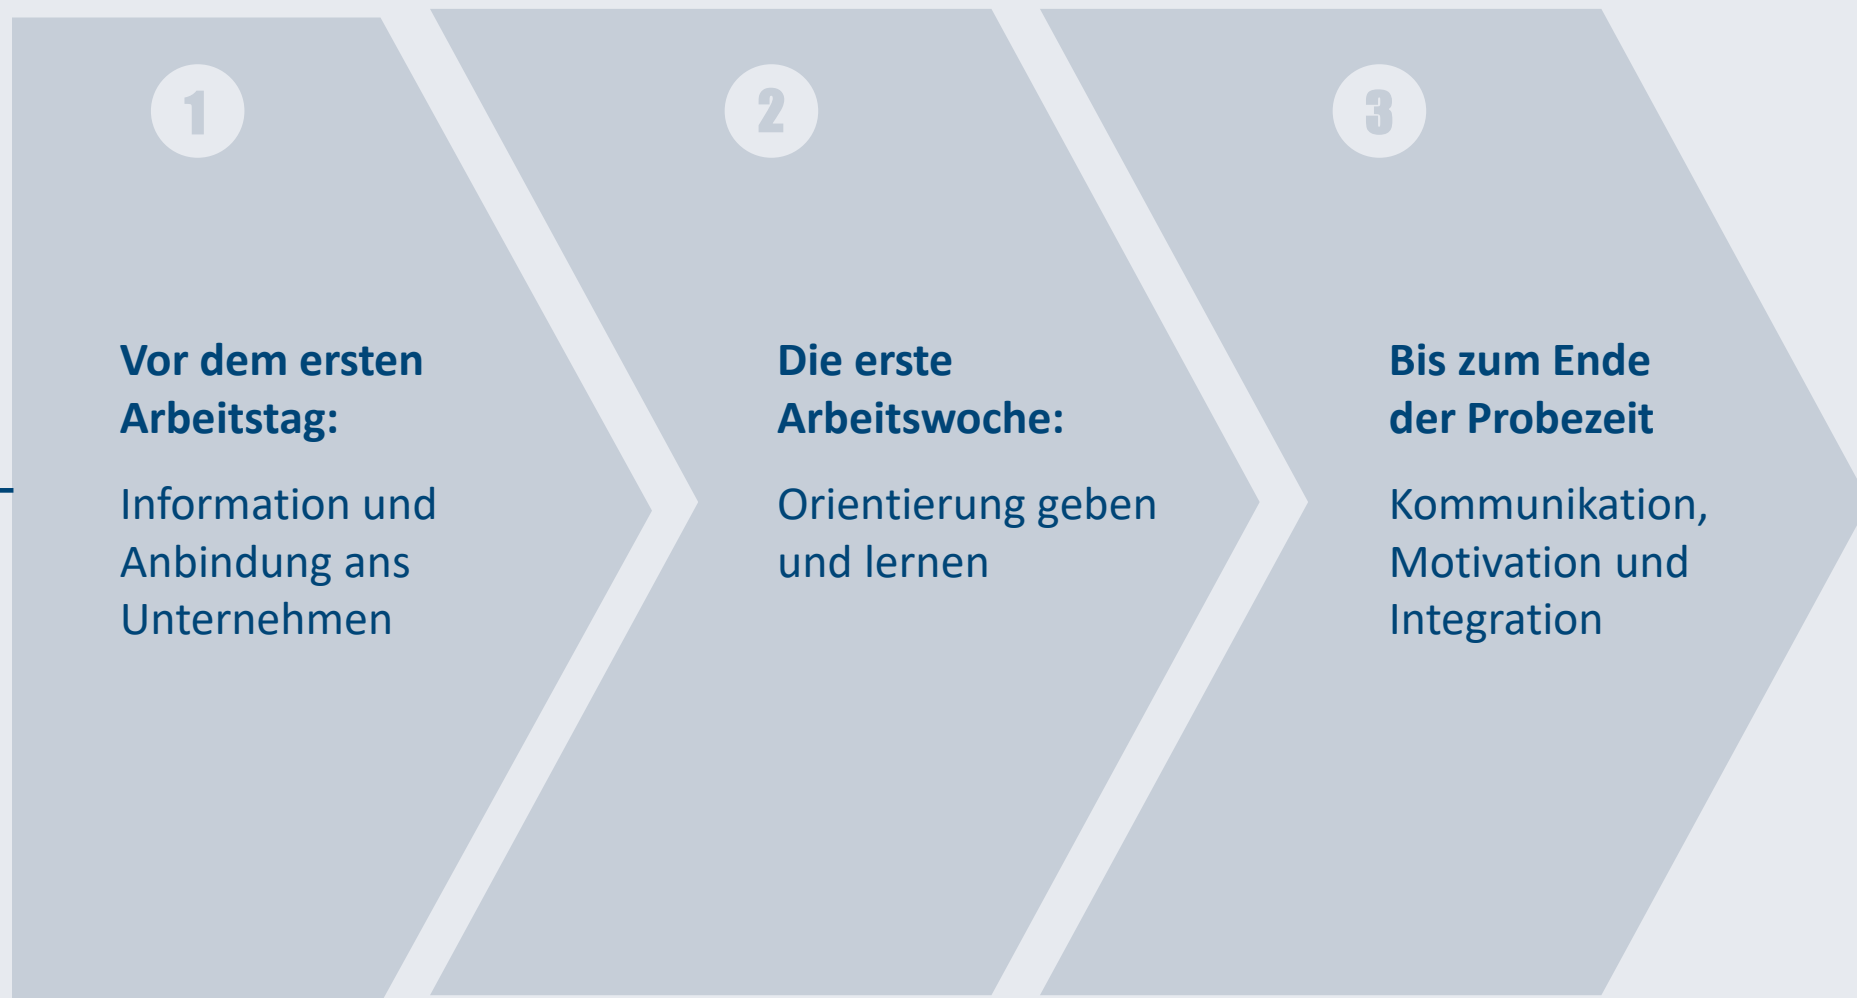 1
Vor dem ersten
Arbeitstag:
Information und
Anbindung ans
Unternehmen
2
Die erste
Arbeitswoche:
Orientierung geben
und lernen
3
Bis zum Ende
der Probezeit
Kommunikation,
Motivation und
Integration